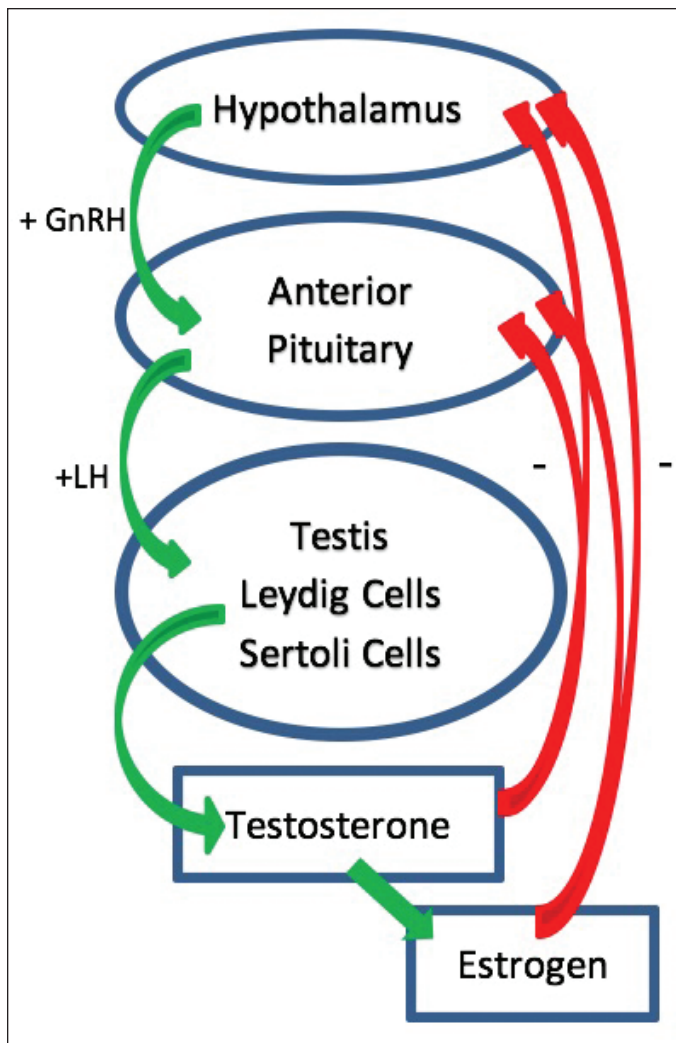 Hypothalamus
+ GnRH
Anterior
Pituitary
+LH
-
-
Testis
Leydig Cells
Sertoli Cells
Testosterone
Estrogen